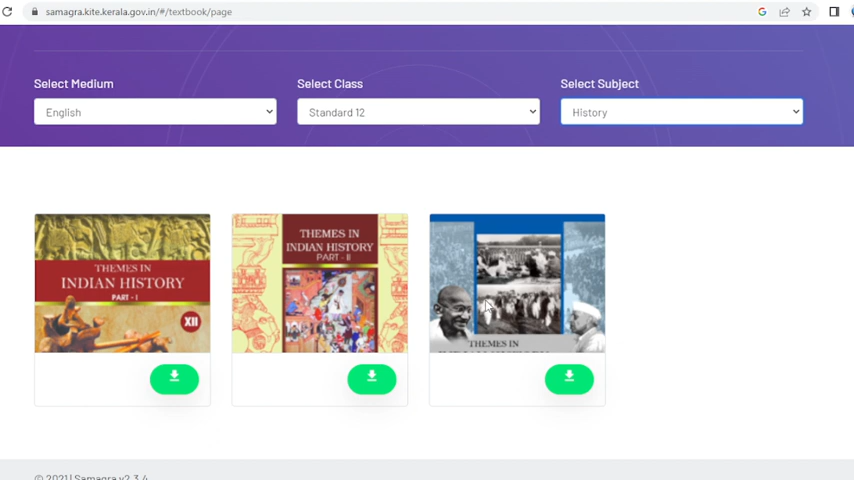 samagra.kite.kerala.gov.in/#/textbook/page
Select Medium
Select Class
Select Subject
English
Standard 12
History
THEMES IN
INDIAN HISTORY
PART - I
XII
THEMES IN
INDIAN HISTORY
PART - II
THEMES IN
© 2021 | Samagra v2.3.4